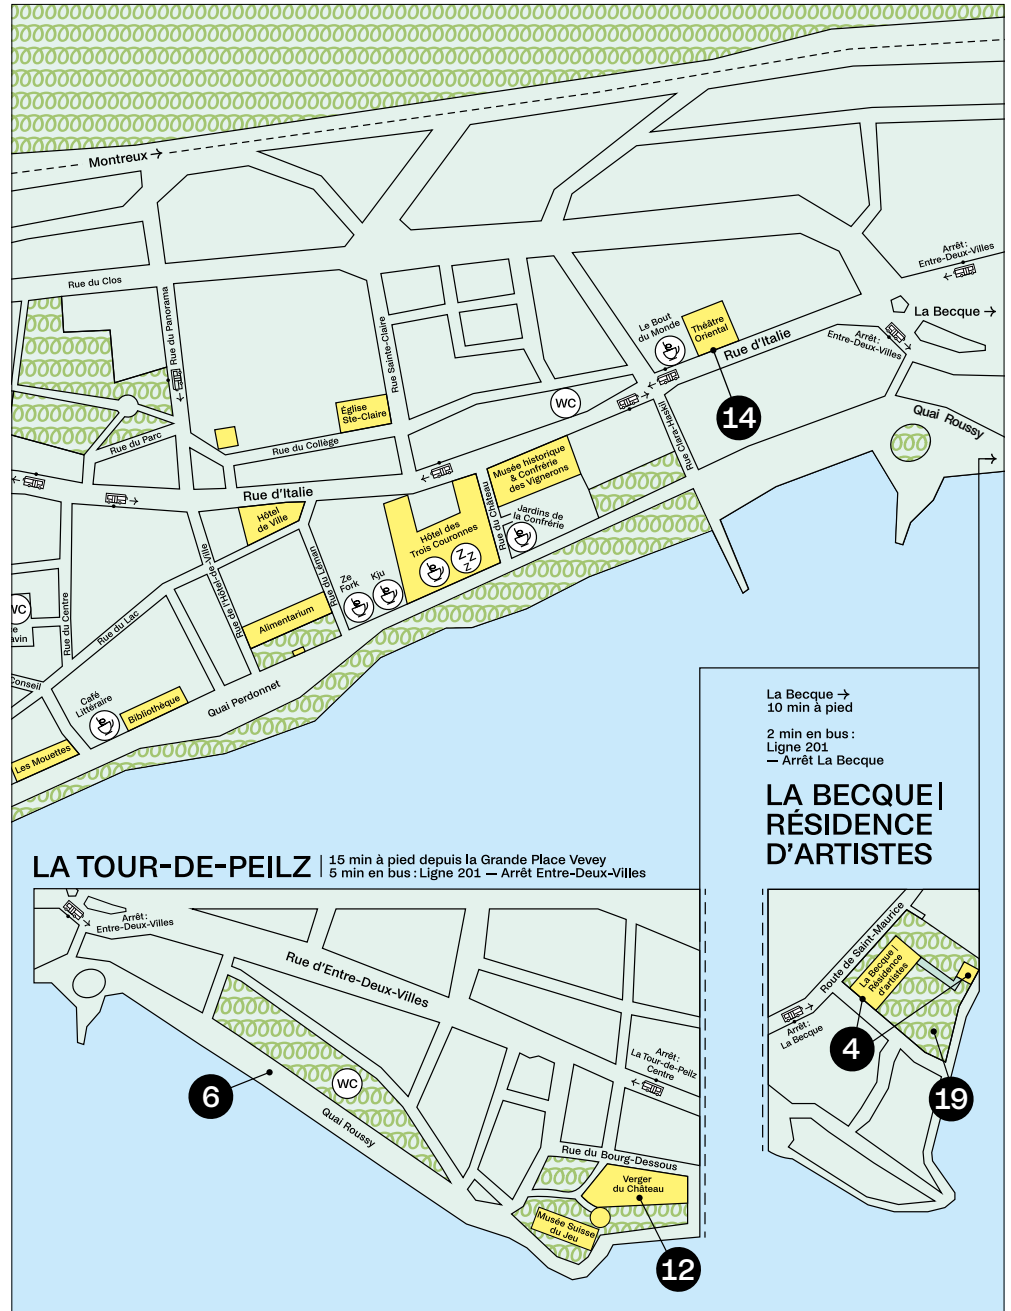 Montreux →
Arrêt :
Entre-Deux-Villes
Rue du Clos
Rue du Panorama
La Becque →
Rue Sainte-Claire
Le Bout
du Monde
Théâtre
Oriental
Rue d'Italie
Arrêt :
Entre-Deux-Villes
Église
Ste-Claire
WC
14
Quai Roussy
Rue du Parc
Rue du Collège
Rue Clara-Haskil
Musée historique
& Confrérie
des Vignerons
Rue d'Italie
Hôtel
de Ville
Hôtel des
Trois Couronnes
Rue du Château
Jardins de
la Confrérie
ZZZ
Ze
Fork
Kju
Rue du Léman
Rue de l'Hôtel-de-Ville
Alimentarium
WC
Rue du Centre
Rue du Lac
Conseil
Quai Perdonnet
Café
Littéraire
Bibliothèque
Les Mouettes
La Becque →
10 min à pied
2 min en bus :
Ligne 201
— Arrêt La Becque
LA BECQUE |
RÉSIDENCE
D'ARTISTES
LA TOUR-DE-PEILZ | 15 min à pied depuis la Grande Place Vevey
5 min en bus : Ligne 201 — Arrêt Entre-Deux-Villes
Arrêt :
Entre-Deux-Villes
Rue d'Entre-Deux-Villes
Arrêt :
La Tour-de-Peilz
Centre
WC
6
Quai Roussy
Rue du Bourg-Dessous
Verger
du Château
Musée Suisse
du Jeu
12
Route de Saint-Maurice
La Becque
Résidence
d'artistes
Arrêt :
La Becque
4
19